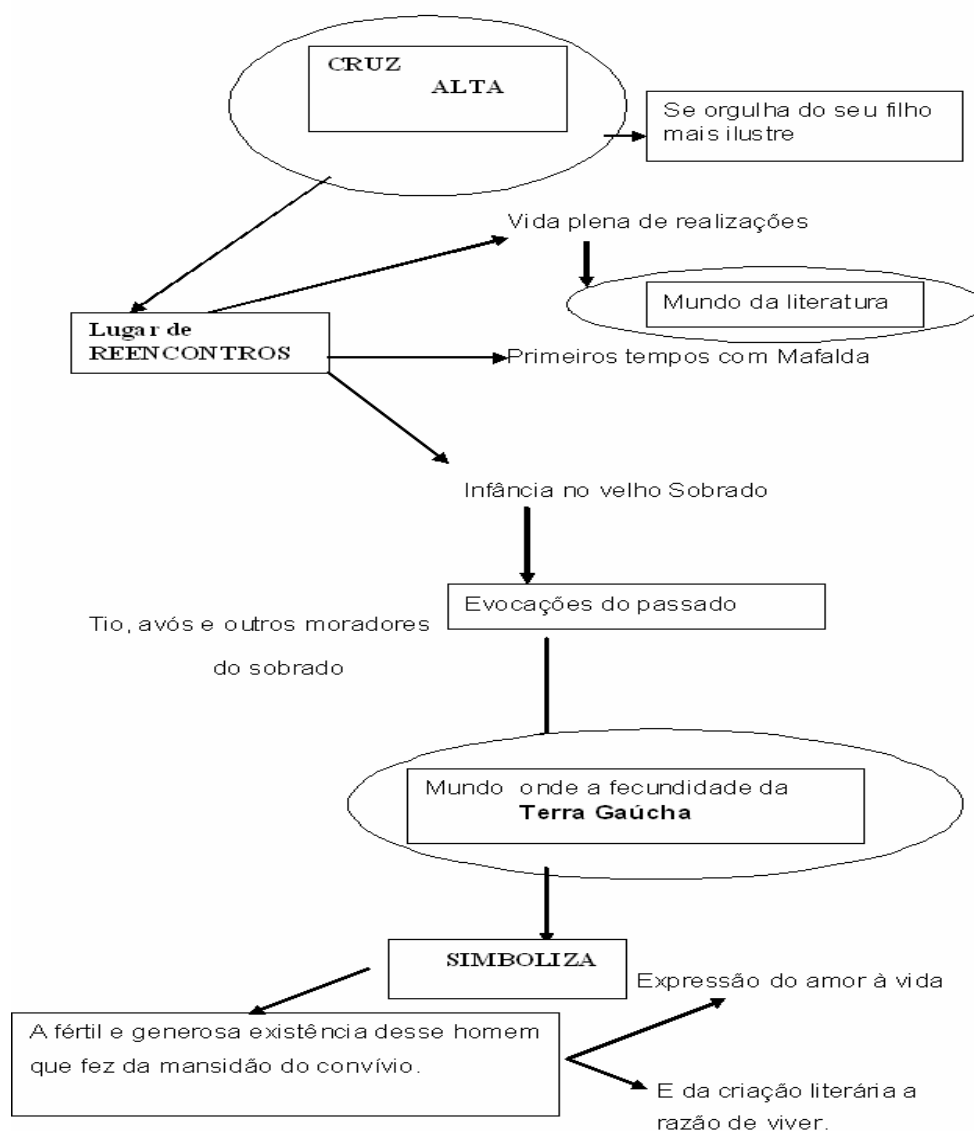 CRUZ
ALTA
Se orgulha do seu filho
mais ilustre
Vida plena de realizações
Mundo da literatura
Lugar de
REENCONTROS
Primeiros tempos com Mafalda
Infância no velho Sobrado
Evocações do passado
Tio, avós e outros moradores
do sobrado
Mundo onde a fecundidade da
Terra Gaúcha
SIMBOLIZA
Expressão do amor à vida
A fértil e generosa existência desse homem
que fez da mansidão do convívio.
E da criação literária a
razão de viver.